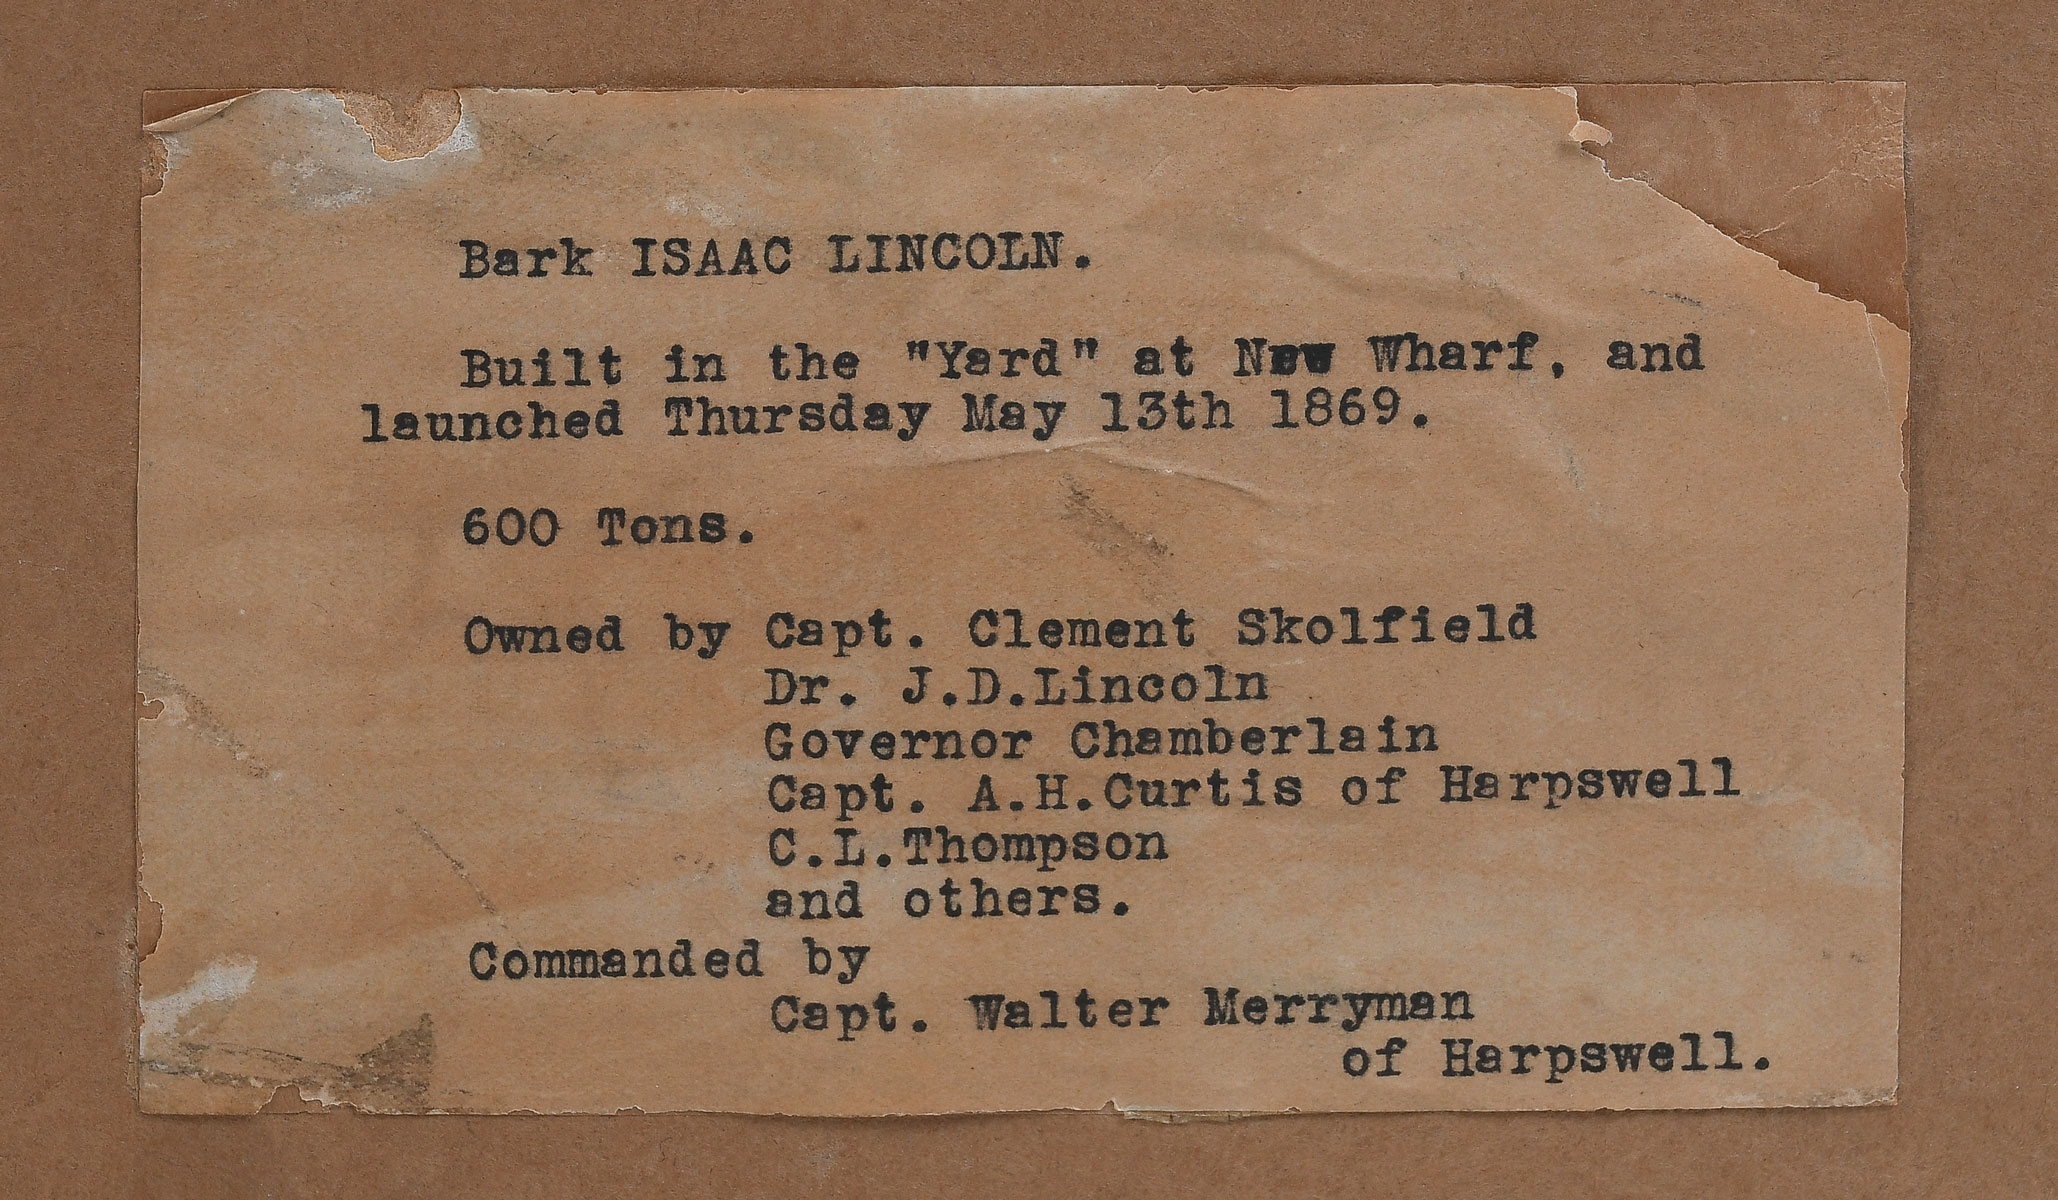 Bark ISAAC LINCOLN.
Built in the "Yard" at New Wharf, and
launched Thursday May 13th 1869.
600 Tons.
Owned by Capt. Clement Skolfield
Dr. J.D.Lincoln
Governor Chamberlain
Capt. A.H.Curtis of Harpswell
C.L.Thompson
and others.
Commanded by
Capt. Walter Merryman
of Harpswell.